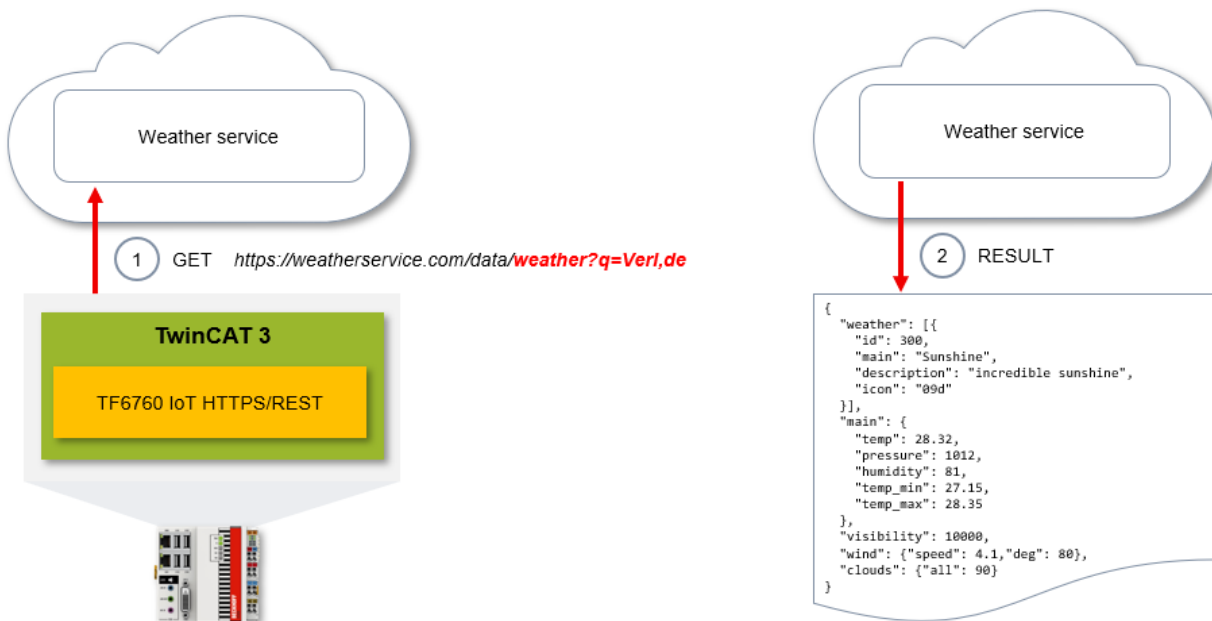 Weather service
1 GET https://weatherservice.com/data/weather?q=Verl,de
TwinCAT 3
TF6760 IoT HTTPS/REST
BECKHOFF
Weather service
2 RESULT
{
"weather": [{
"id": 300,
"main": "Sunshine",
"description": "incredible sunshine",
"icon": "09d"
}],
"main": {
"temp": 28.32,
"pressure": 1012,
"humidity": 81,
"temp_min": 27.15,
"temp_max": 28.35
},
"visibility": 10000,
"wind": {"speed": 4.1,"deg": 80},
"clouds": {"all": 90}
}